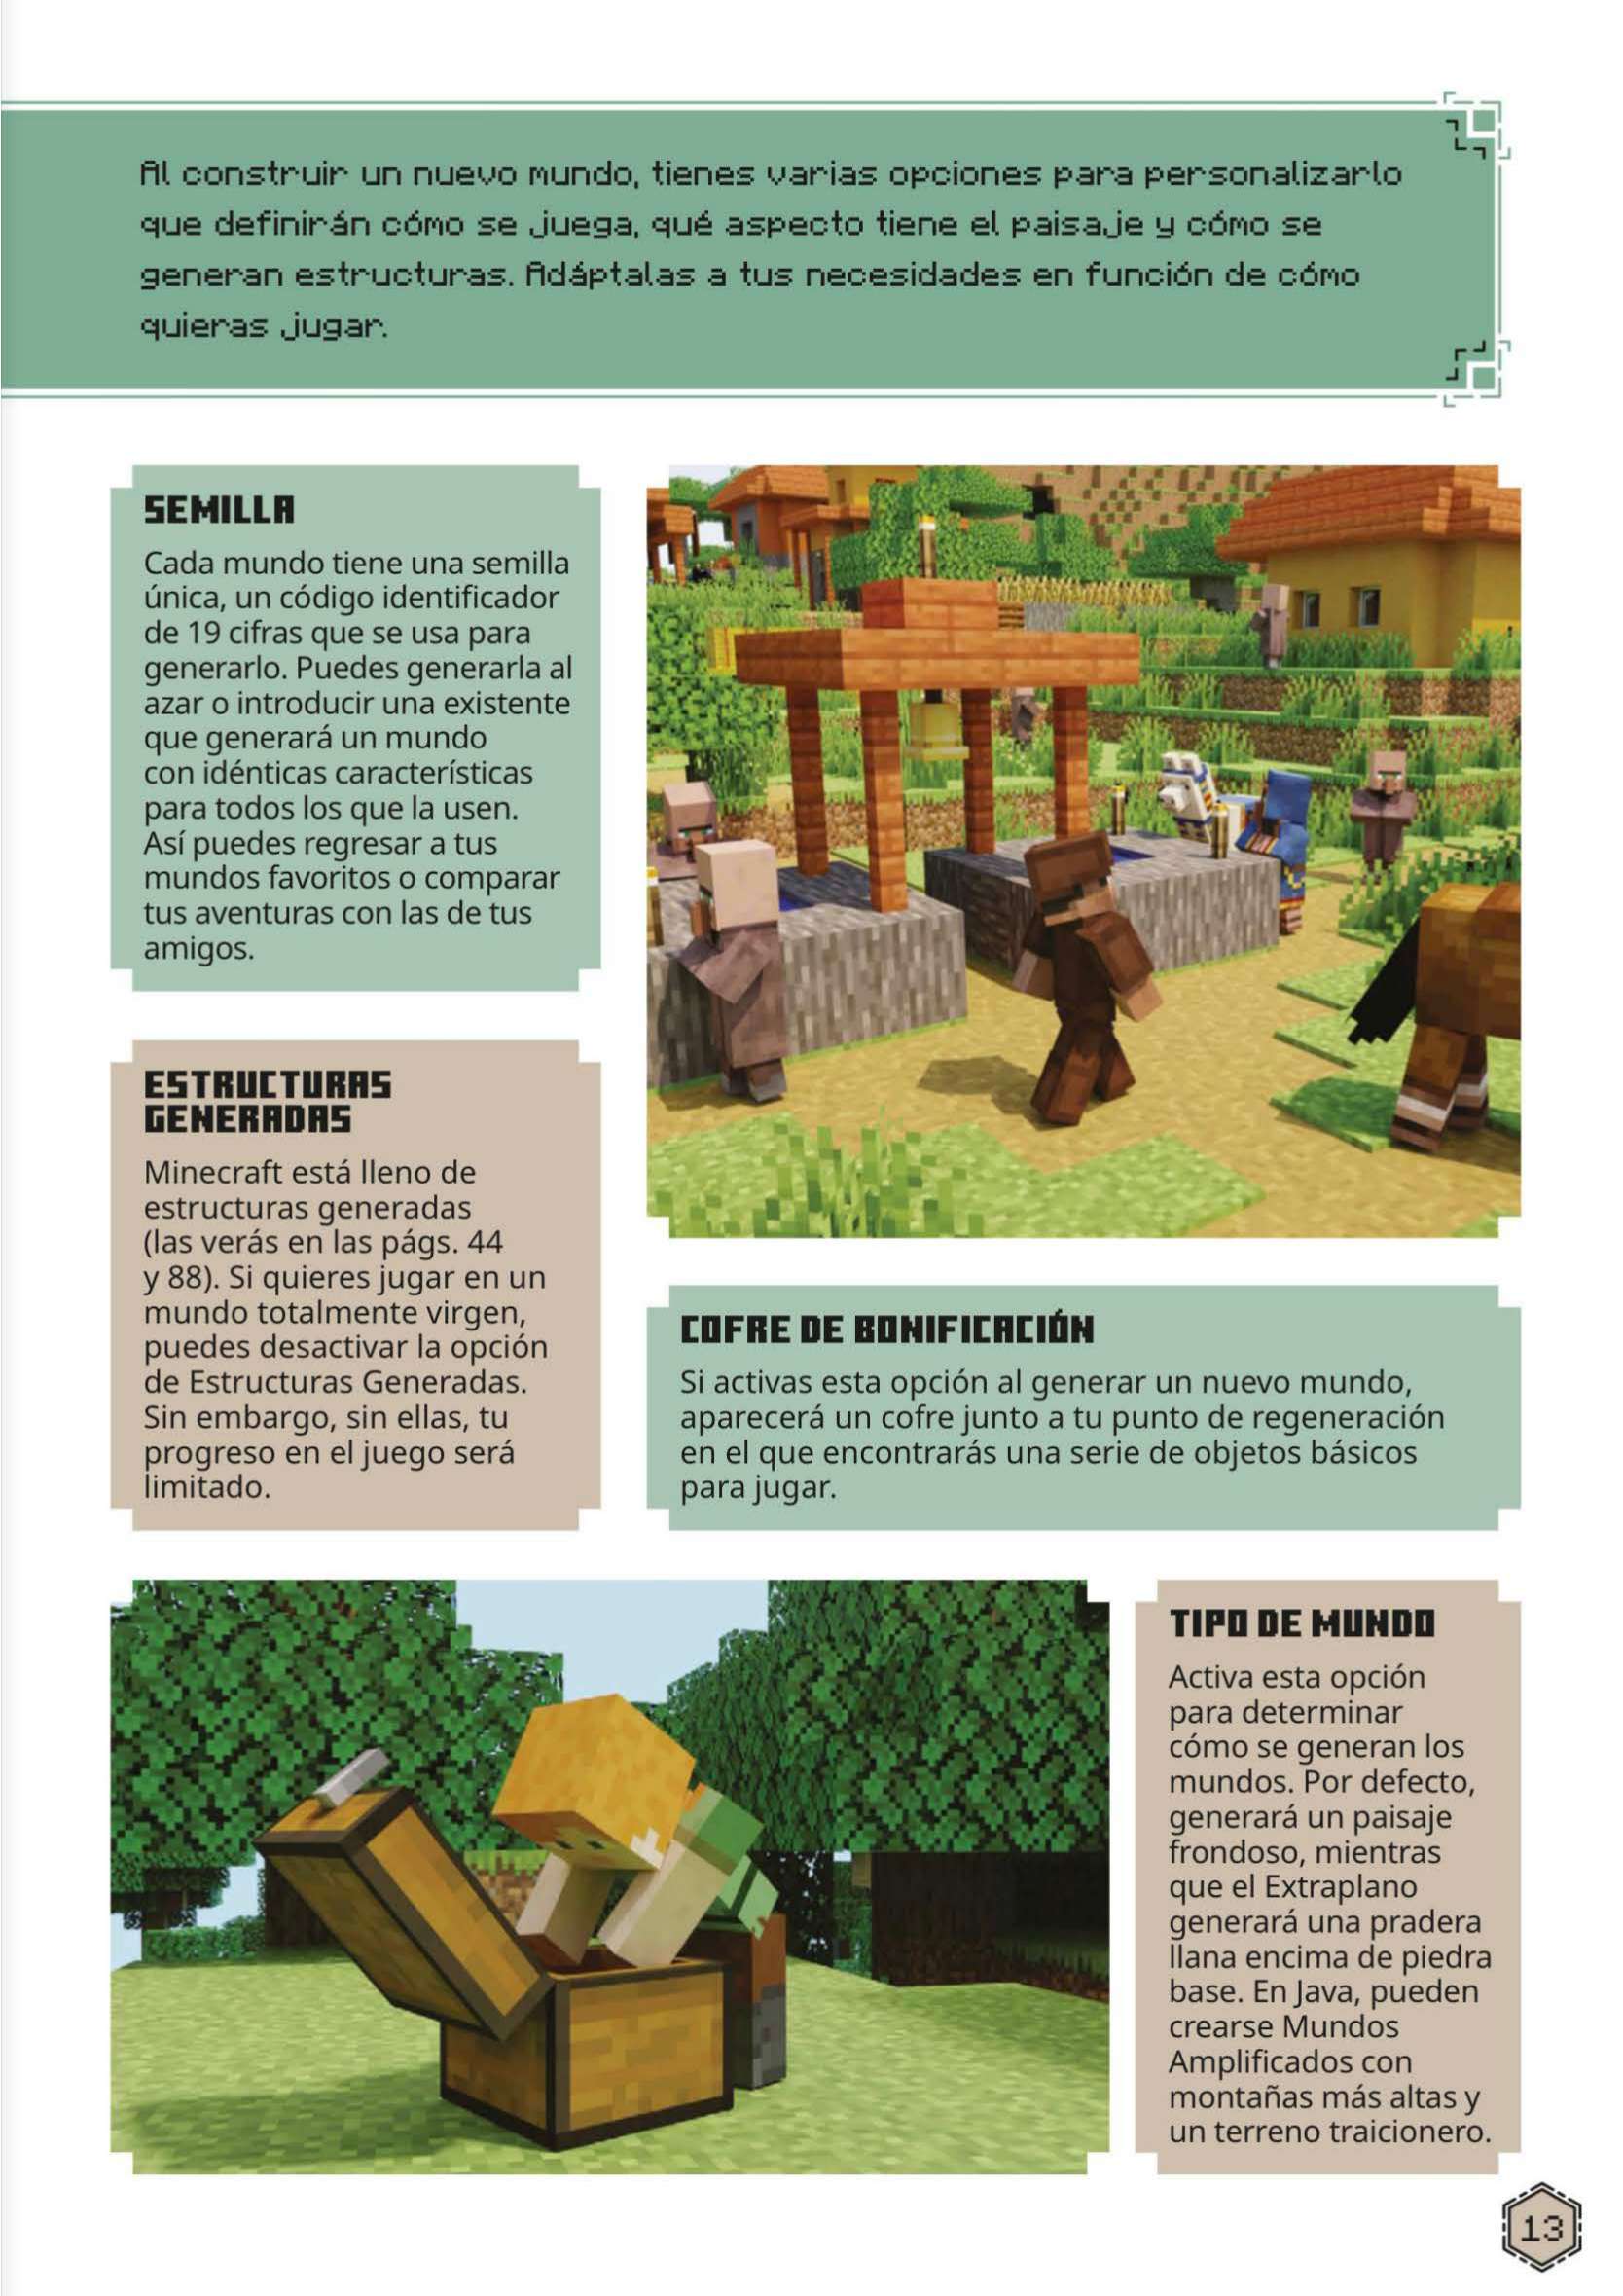 Al construir un nuevo mundo, tienes varias opciones para personalizarlo
que definirán cómo se juega, qué aspecto tiene el paisaje y cómo se
generan estructuras. Adáptalas a tus necesidades en función de cómo
quieras jugar.
SEMILLA
Cada mundo tiene una semilla
única, un código identificador
de 19 cifras que se usa para
generarlo. Puedes generarla al
azar o introducir una existente
que generará un mundo
con idénticas características
para todos los que la usen.
Así puedes regresar a tus
mundos favoritos o comparar
tus aventuras con las de tus
amigos.
ESTRUCTURAS
GENERADAS
Minecraft está lleno de
estructuras generadas
(las verás en las págs. 44
y 88). Si quieres jugar en un
mundo totalmente virgen,
puedes desactivar la opción
de Estructuras Generadas.
Sin embargo, sin ellas, tu
progreso en el juego será
limitado.
COFRE DE BONIFICACIÓN
Si activas esta opción al generar un nuevo mundo,
aparecerá un cofre junto a tu punto de regeneración
en el que encontrarás una serie de objetos básicos
para jugar.
TIPO DE MUNDO
Activa esta opción
para determinar
cómo se generan los
mundos. Por defecto,
generará un paisaje
frondoso, mientras
que el Extraplano
generará una pradera
llana encima de piedra
base. En Java, pueden
crearse Mundos
Amplificados con
montañas más altas y
un terreno traicionero.
13